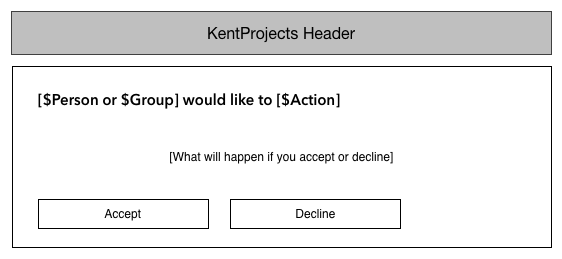 KentProjects Header
[$Person or $Group] would like to [$Action]
[What will happen if you accept or decline]
Accept
Decline